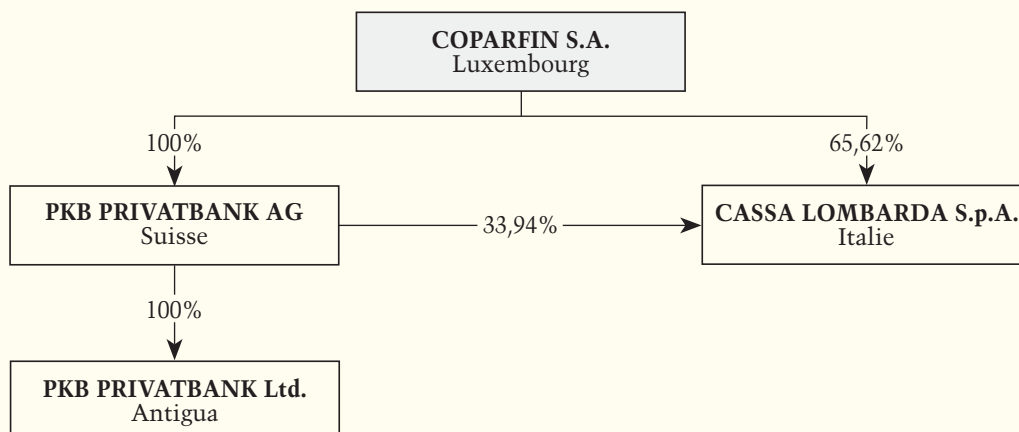 COPARFIN S.A.
Luxembourg
100%
65,62%
PKB PRIVATBANK AG
Suisse
33,94%
CASSA LOMBARDA S.p.A.
Italie
100%
PKB PRIVATBANK Ltd.
Antigua